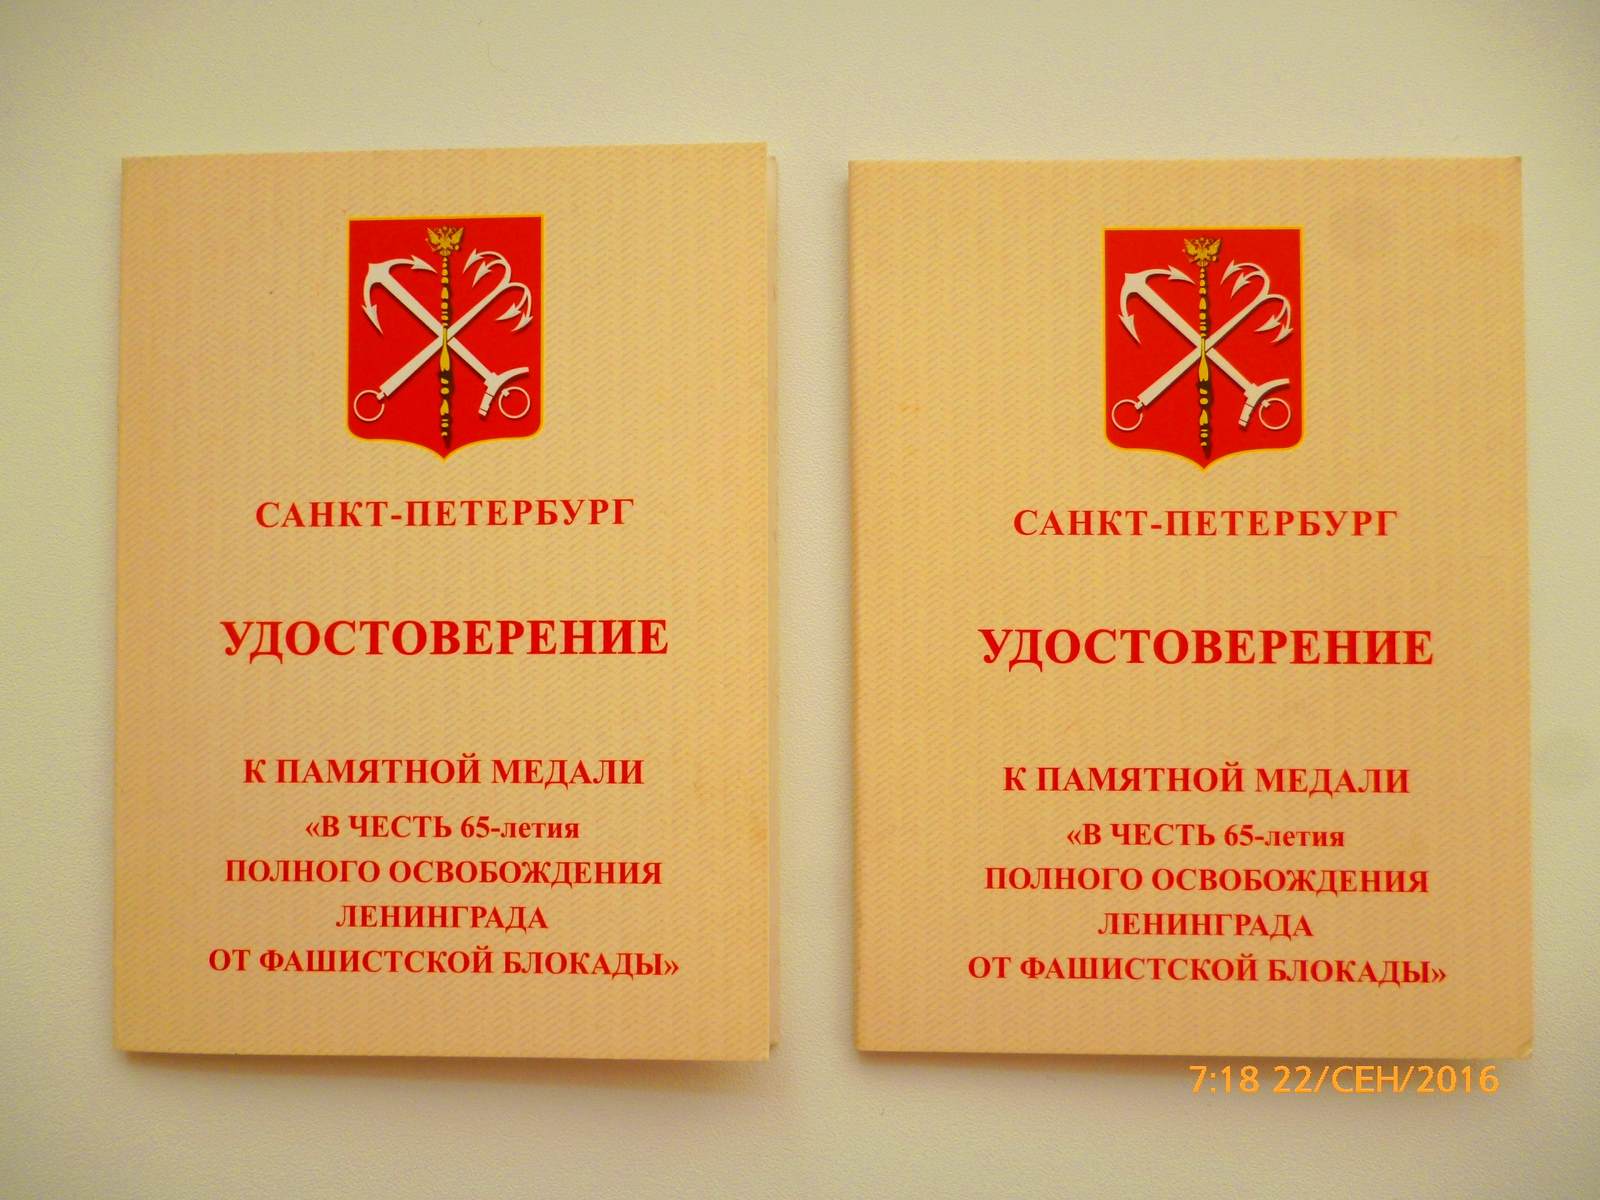 САНКТ-ПЕТЕРБУРГ
УДОСТОВЕРЕНИЕ
К ПАМЯТНОЙ МЕДАЛИ
«В ЧЕСТЬ 65-летия
ПОЛНОГО ОСВОБОЖДЕНИЯ
ЛЕНИНГРАДА
ОТ ФАШИСТСКОЙ БЛОКАДЫ»
САНКТ-ПЕТЕРБУРГ
УДОСТОВЕРЕНИЕ
К ПАМЯТНОЙ МЕДАЛИ
«В ЧЕСТЬ 65-летия
ПОЛНОГО ОСВОБОЖДЕНИЯ
ЛЕНИНГРАДА
ОТ ФАШИСТСКОЙ БЛОКАДЫ»
7:18 22/СЕН/2016